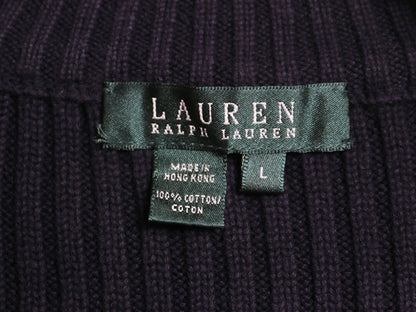 LAUREN
RALPH LAUREN
MADE IN
HONG KONG
100% COTTON/
COTON
L